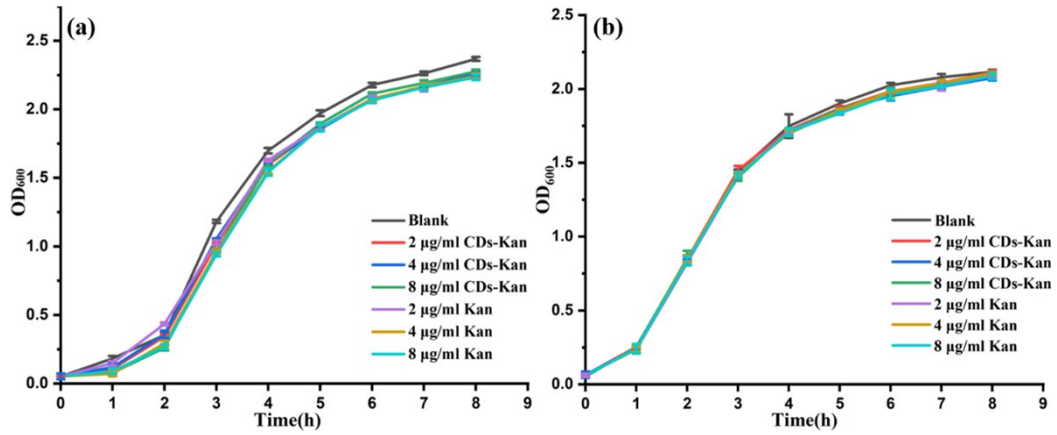 (a)
OD600
2.5
2.0
1.5
1.0
0.5
0.0
Blank
2 μg/ml CDs-Kan
4 μg/ml CDs-Kan
8 μg/ml CDs-Kan
2 μg/ml Kan
4 μg/ml Kan
8 μg/ml Kan
0 1 2 3 4 5 6 7 8 9
Time(h)
(b)
OD600
2.5
2.0
1.5
1.0
0.5
0.0
Blank
2 μg/ml CDs-Kan
4 μg/ml CDs-Kan
8 μg/ml CDs-Kan
2 μg/ml Kan
4 μg/ml Kan
8 μg/ml Kan
0 1 2 3 4 5 6 7 8 9
Time(h)